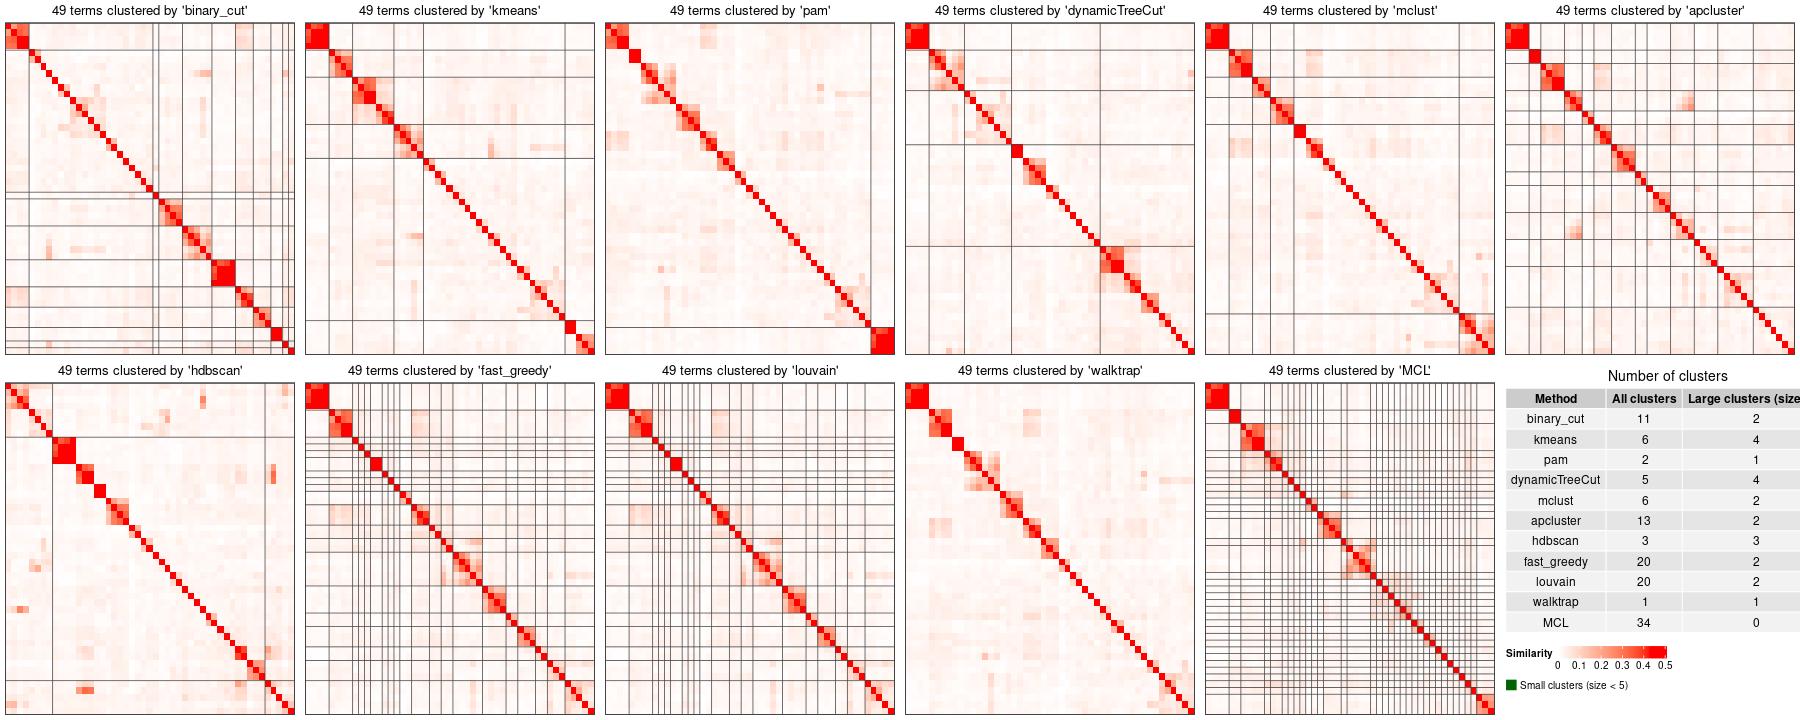 49 terms clustered by 'binary_cut'
49 terms clustered by 'kmeans'
49 terms clustered by 'pam'
49 terms clustered by 'dynamicTreeCut'
49 terms clustered by 'mclust'
49 terms clustered by 'apcluster'
49 terms clustered by 'hdbscan'
49 terms clustered by 'fast_greedy'
49 terms clustered by 'louvain'
49 terms clustered by 'walktrap'
49 terms clustered by 'MCL'
Number of clusters
Method All clusters Large clusters (size
binary_cut 11 2
kmeans 6 4
pam 2 1
dynamicTreeCut 5 4
mclust 6 2
apcluster 13 2
hdbscan 3 3
fast_greedy 20 2
louvain 20 2
walktrap 1 1
MCL 34 0
Similarity
0 0.1 0.2 0.3 0.4 0.5
Small clusters (size < 5)